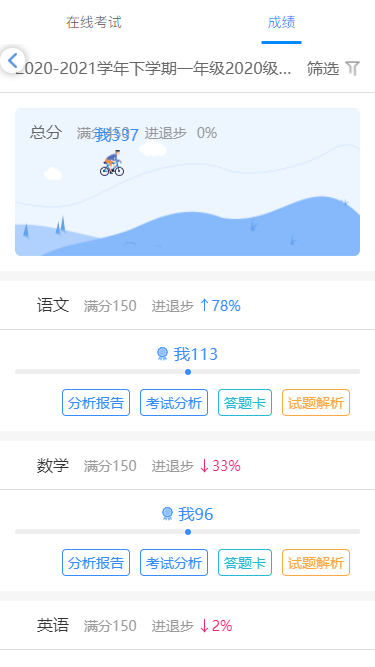 在线考试 成绩
2020-2021学年下学期一年级2020级... 筛选
总分 满分450 进退步 0%
我397
语文 满分150 进退步 ↑78%
我113
分析报告 考试分析 答题卡 试题解析
数学 满分150 进退步 ↓33%
我96
分析报告 考试分析 答题卡 试题解析
英语 满分150 进退步 ↓2%